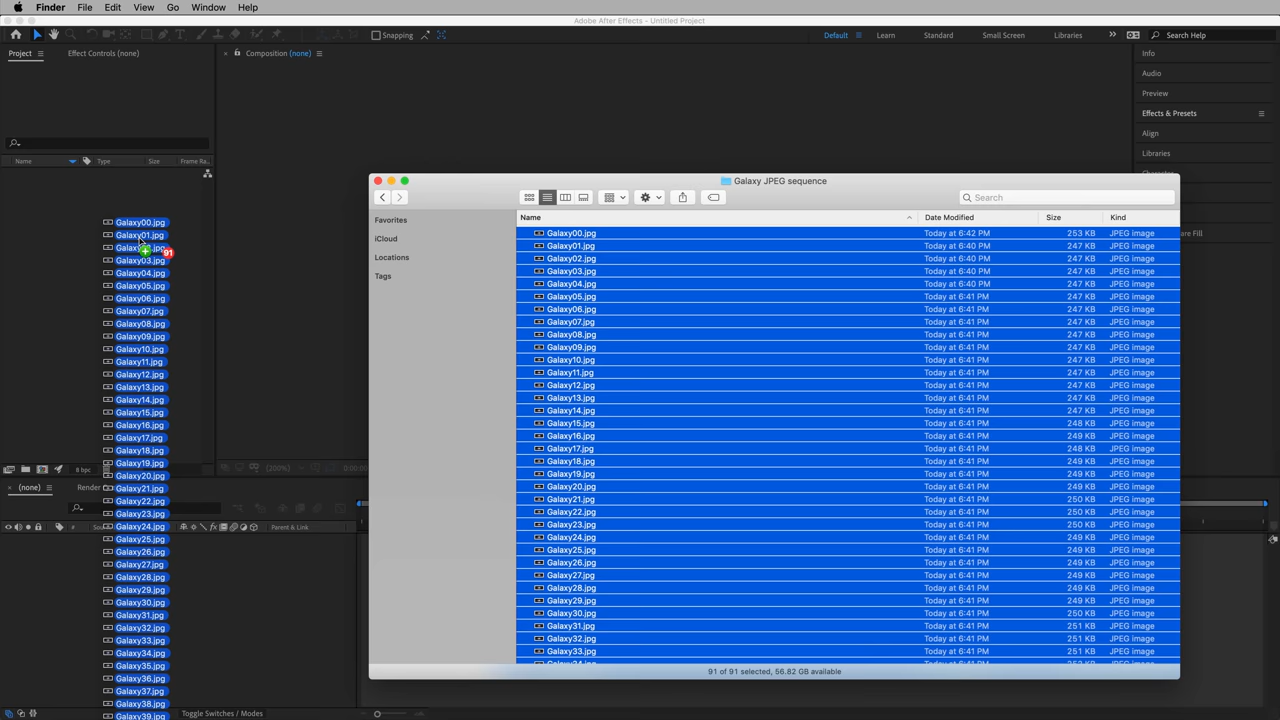 Finder File Edit View Go Window Help
Adobe After Effects - Untitled Project
Snapping Default Learn Standard Small Screen Libraries Search Help
Project Effect Controls (none) Composition (none) Info
Audio
Preview
Effects & Presets
Align
Libraries
Name Type Size Frame Ra..
Galaxy00.jpg
Galaxy01.jpg
91
Galaxy03.jpg
Galaxy04.jpg
Galaxy05.jpg
Galaxy06.jpg
Galaxy07.jpg
Galaxy08.jpg
Galaxy09.jpg
Galaxy10.jpg
Galaxy11.jpg
Galaxy12.jpg
Galaxy13.jpg
Galaxy14.jpg
Galaxy15.jpg
Galaxy16.jpg
Galaxy17.jpg
Galaxy18.jpg
Galaxy19.jpg
Galaxy20.jpg
Galaxy21.jpg
Galaxy22.jpg
Galaxy23.jpg
Galaxy24.jpg
Galaxy25.jpg
Galaxy26.jpg
Galaxy27.jpg
Galaxy28.jpg
Galaxy29.jpg
Galaxy30.jpg
Galaxy31.jpg
Galaxy32.jpg
Galaxy33.jpg
Galaxy34.jpg
Galaxy35.jpg
Galaxy36.jpg
Galaxy37.jpg
Galaxy38.jpg
Galaxy39.jpg
8 bpc
(none) Render
Parent & Link
Toggle Switches / Modes
(200%)
Galaxy JPEG sequence
Search
Favorites
iCloud
Locations
Tags
Name Date Modified Size Kind
Galaxy00.jpg Today at 6:42 PM 253 KB JPEG image
Galaxy01.jpg Today at 6:40 PM 247 KB JPEG image
Galaxy02.jpg Today at 6:40 PM 247 KB JPEG image
Galaxy03.jpg Today at 6:40 PM 247 KB JPEG image
Galaxy04.jpg Today at 6:40 PM 247 KB JPEG image
Galaxy05.jpg Today at 6:41 PM 247 KB JPEG image
Galaxy06.jpg Today at 6:41 PM 247 KB JPEG image
Galaxy07.jpg Today at 6:41 PM 247 KB JPEG image
Galaxy08.jpg Today at 6:41 PM 247 KB JPEG image
Galaxy09.jpg Today at 6:41 PM 247 KB JPEG image
Galaxy10.jpg Today at 6:41 PM 247 KB JPEG image
Galaxy11.jpg Today at 6:41 PM 247 KB JPEG image
Galaxy12.jpg Today at 6:41 PM 247 KB JPEG image
Galaxy13.jpg Today at 6:41 PM 247 KB JPEG image
Galaxy14.jpg Today at 6:41 PM 247 KB JPEG image
Galaxy15.jpg Today at 6:41 PM 248 KB JPEG image
Galaxy16.jpg Today at 6:41 PM 249 KB JPEG image
Galaxy17.jpg Today at 6:41 PM 248 KB JPEG image
Galaxy18.jpg Today at 6:41 PM 249 KB JPEG image
Galaxy19.jpg Today at 6:41 PM 249 KB JPEG image
Galaxy20.jpg Today at 6:41 PM 249 KB JPEG image
Galaxy21.jpg Today at 6:41 PM 250 KB JPEG image
Galaxy22.jpg Today at 6:41 PM 250 KB JPEG image
Galaxy23.jpg Today at 6:41 PM 250 KB JPEG image
Galaxy24.jpg Today at 6:41 PM 249 KB JPEG image
Galaxy25.jpg Today at 6:41 PM 249 KB JPEG image
Galaxy26.jpg Today at 6:41 PM 249 KB JPEG image
Galaxy27.jpg Today at 6:41 PM 249 KB JPEG image
Galaxy28.jpg Today at 6:41 PM 249 KB JPEG image
Galaxy29.jpg Today at 6:41 PM 249 KB JPEG image
Galaxy30.jpg Today at 6:41 PM 250 KB JPEG image
Galaxy31.jpg Today at 6:41 PM 251 KB JPEG image
Galaxy32.jpg Today at 6:41 PM 251 KB JPEG image
Galaxy33.jpg Today at 6:41 PM 251 KB JPEG image
91 of 91 selected, 56.82 GB available
are Fill